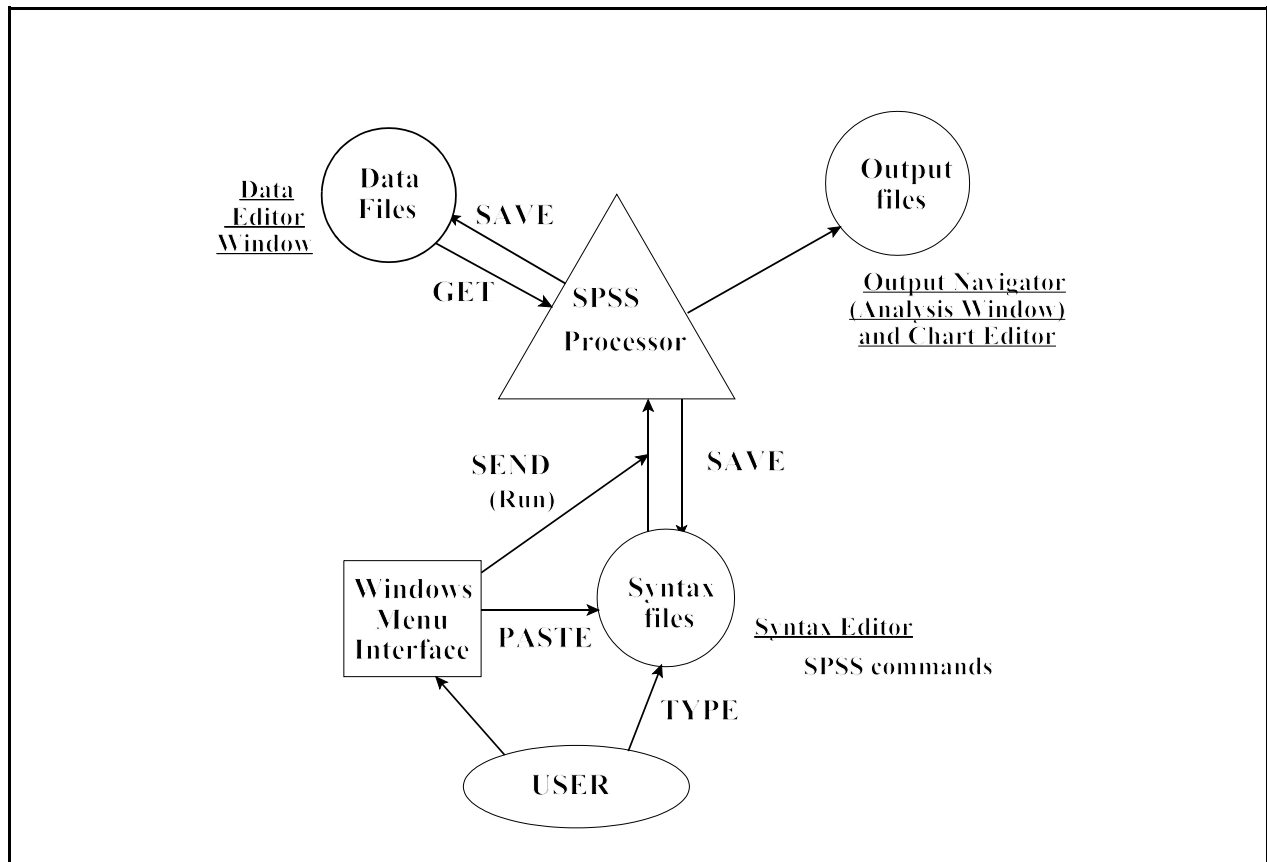 Data
Files
Data
Editor
Window
SAVE
GET
SPSS
Processor
Output
files
Output Navigator
(Analysis Window)
and Chart Editor
SEND
(Run)
SAVE
Windows
Menu
Interface
PASTE
Syntax
files
Syntax Editor
SPSS commands
TYPE
USER